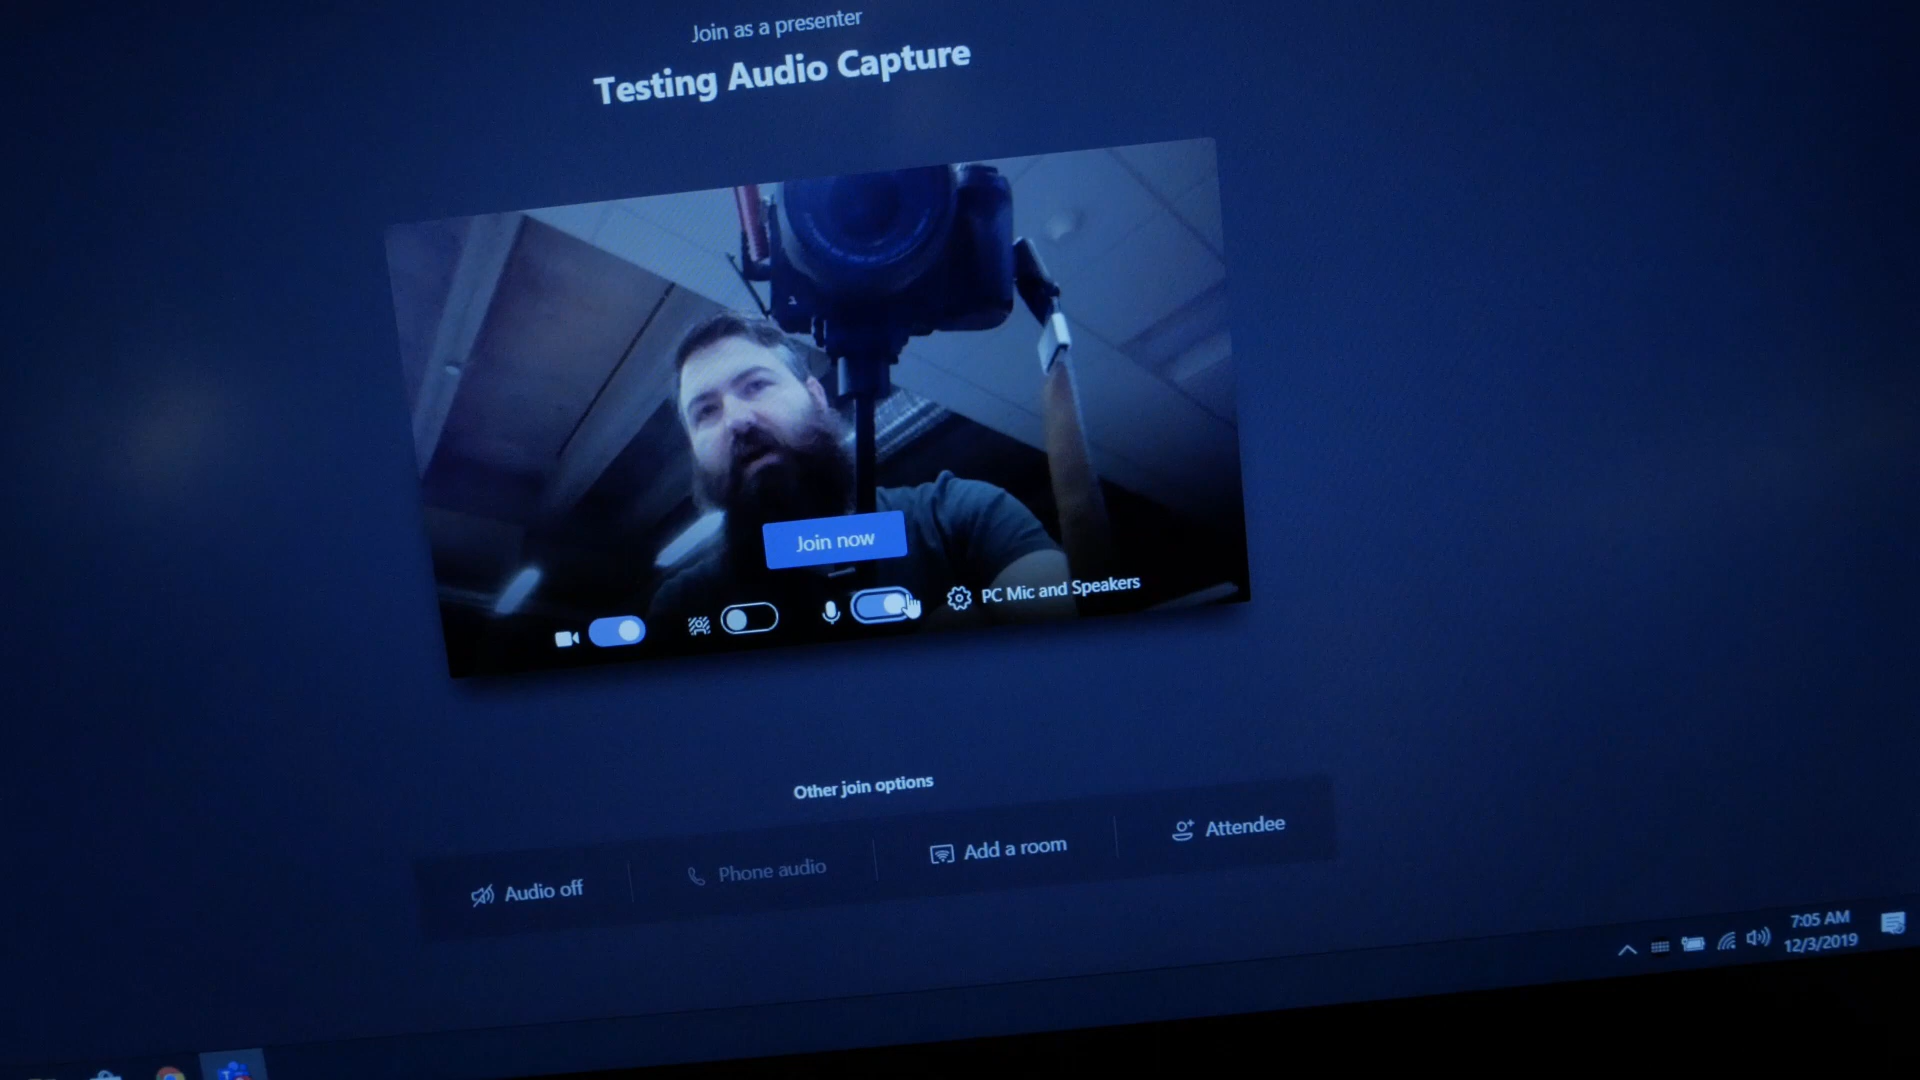 Join as a presenter
Testing Audio Capture
Join now
PC Mic and Speakers
Other join options
Audio off
Phone audio
Add a room
Attendee
7:05 AM
12/3/2019